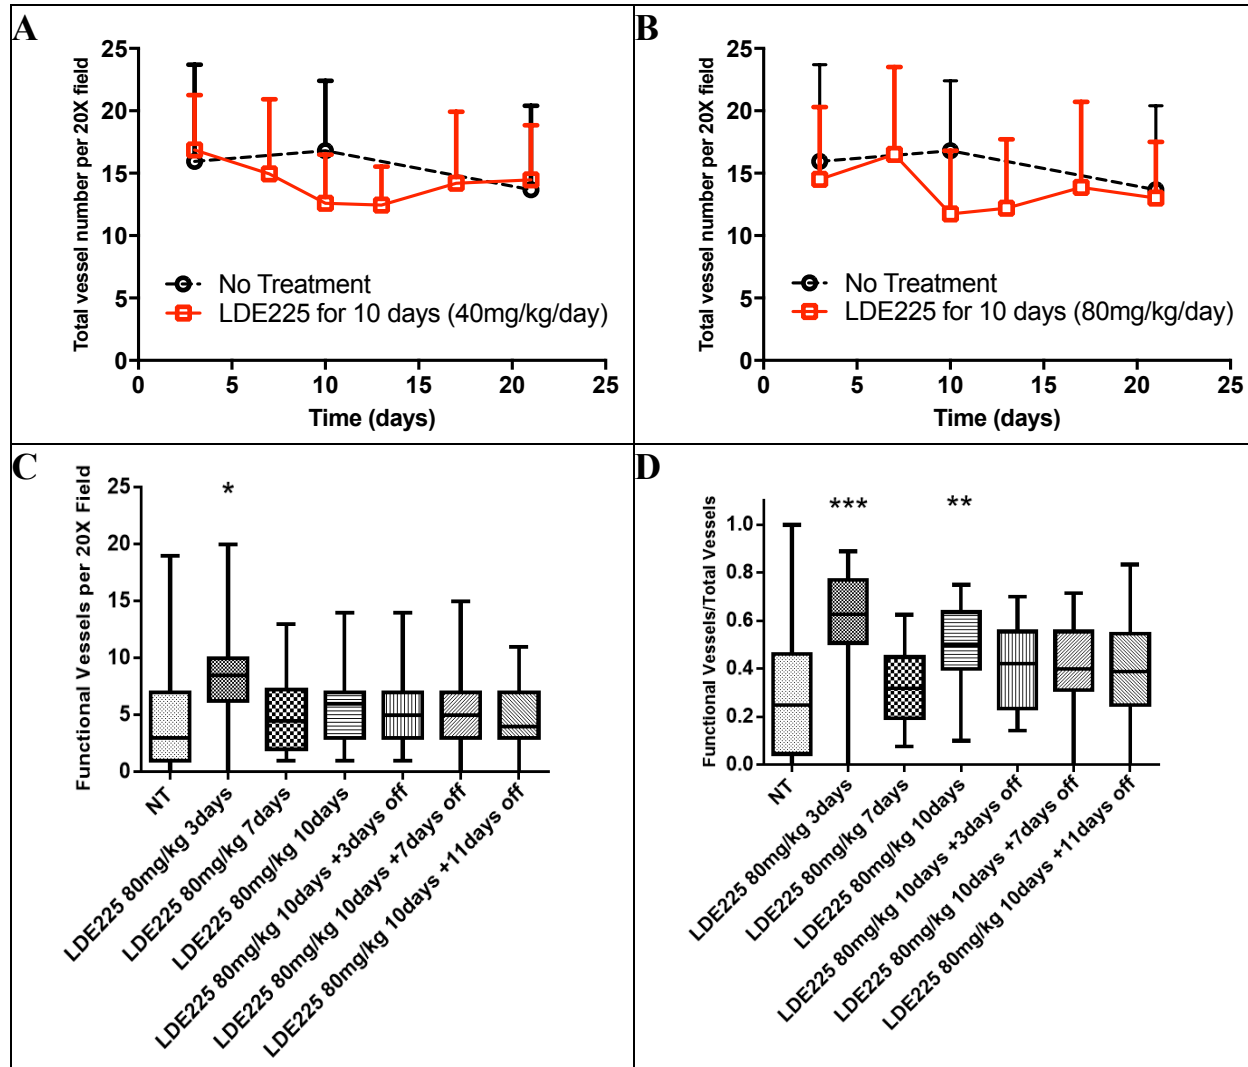 A
Total vessel number per 20X field
25
20
15
10
5
0
No Treatment
LDE225 for 10 days (40mg/kg/day)
0 5 10 15 20 25
Time (days)
B
Total vessel number per 20X field
25
20
15
10
5
0
No Treatment
LDE225 for 10 days (80mg/kg/day)
0 5 10 15 20 25
Time (days)
C
Functional Vessels per 20X Field
25
20
15
10
5
0
*
NT
LDE225 80mg/kg 3days
LDE225 80mg/kg 7days
LDE225 80mg/kg 10days
LDE225 80mg/kg 10days +3days off
LDE225 80mg/kg 10days +7days off
LDE225 80mg/kg 10days +11days off
D
Functional Vessels/Total Vessels
1.0
0.8
0.6
0.4
0.2
0.0
***
**
NT
LDE225 80mg/kg 3days
LDE225 80mg/kg 7days
LDE225 80mg/kg 10days
LDE225 80mg/kg 10days +3days off
LDE225 80mg/kg 10days +7days off
LDE225 80mg/kg 10days +11days off